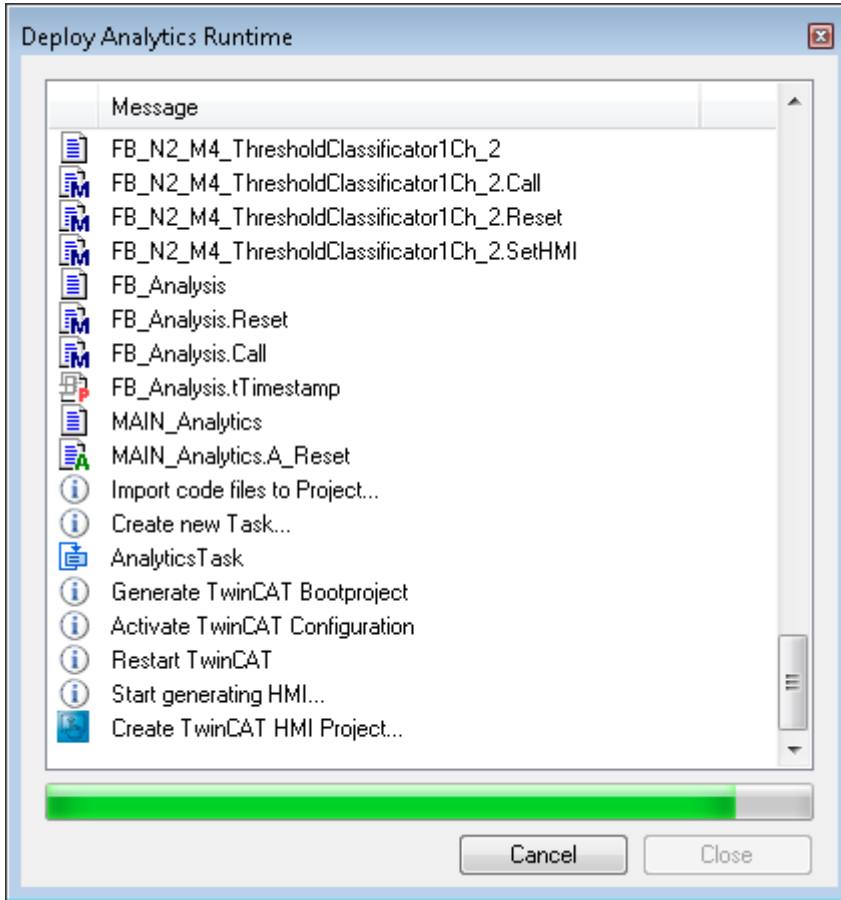 Deploy Analytics Runtime
Message
FB_N2_M4_ThresholdClassificator1Ch_2
FB_N2_M4_ThresholdClassificator1Ch_2.Call
FB_N2_M4_ThresholdClassificator1Ch_2.Reset
FB_N2_M4_ThresholdClassificator1Ch_2.SetHMI
FB_Analysis
FB_Analysis.Reset
FB_Analysis.Call
FB_Analysis.tTimestamp
MAIN_Analytics
MAIN_Analytics.A_Reset
Import code files to Project...
Create new Task...
AnalyticsTask
Generate TwinCAT Bootproject
Activate TwinCAT Configuration
Restart TwinCAT
Start generating HMI...
Create TwinCAT HMI Project...
Cancel Close